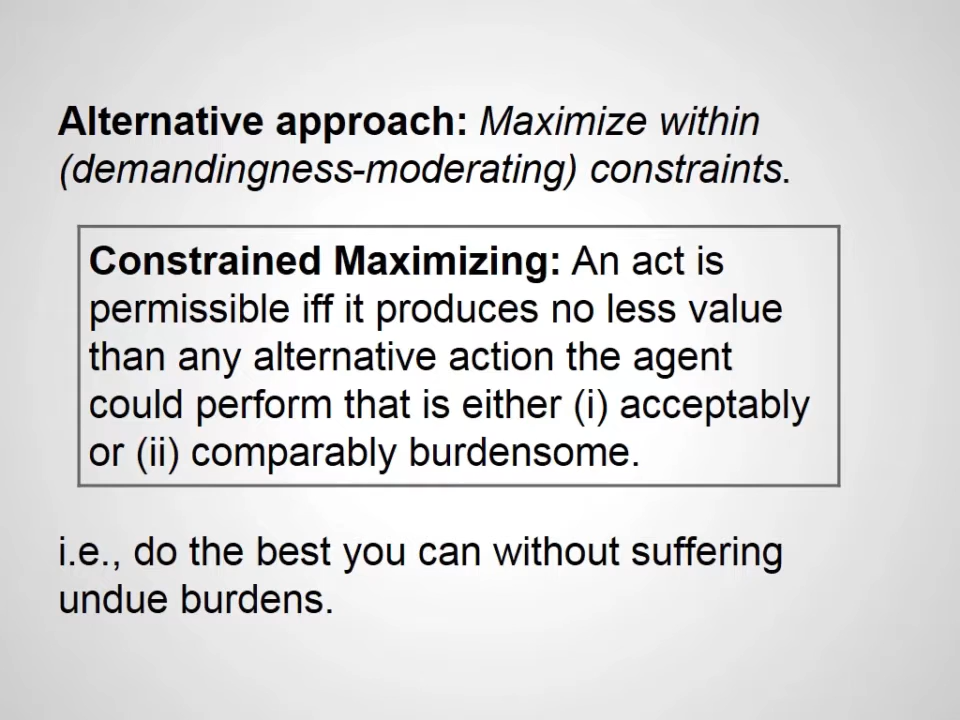 Alternative approach: Maximize within
(demandingness-moderating) constraints.
Constrained Maximizing: An act is
permissible iff it produces no less value
than any alternative action the agent
could perform that is either (i) acceptably
or (ii) comparably burdensome.
i.e., do the best you can without suffering
undue burdens.